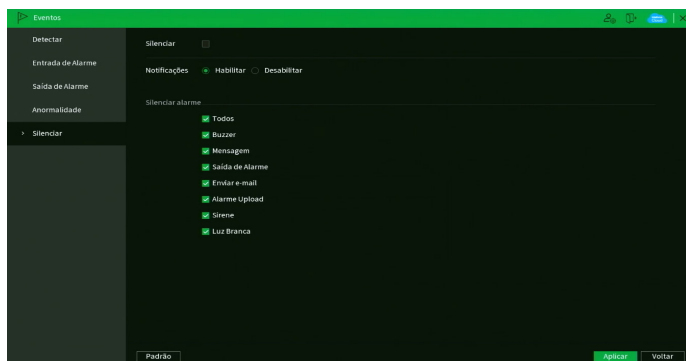 Eventos
Detectar
Entrada de Alarme
Saída de Alarme
Anormalidade
> Silenciar
Silenciar
Notificações Habilitar Desabilitar
Silenciar alarme
Todos
Buzzer
Mensagem
Saída de Alarme
Enviar e-mail
Alarme Upload
Sirene
Luz Branca
Padrão Aplicar Voltar